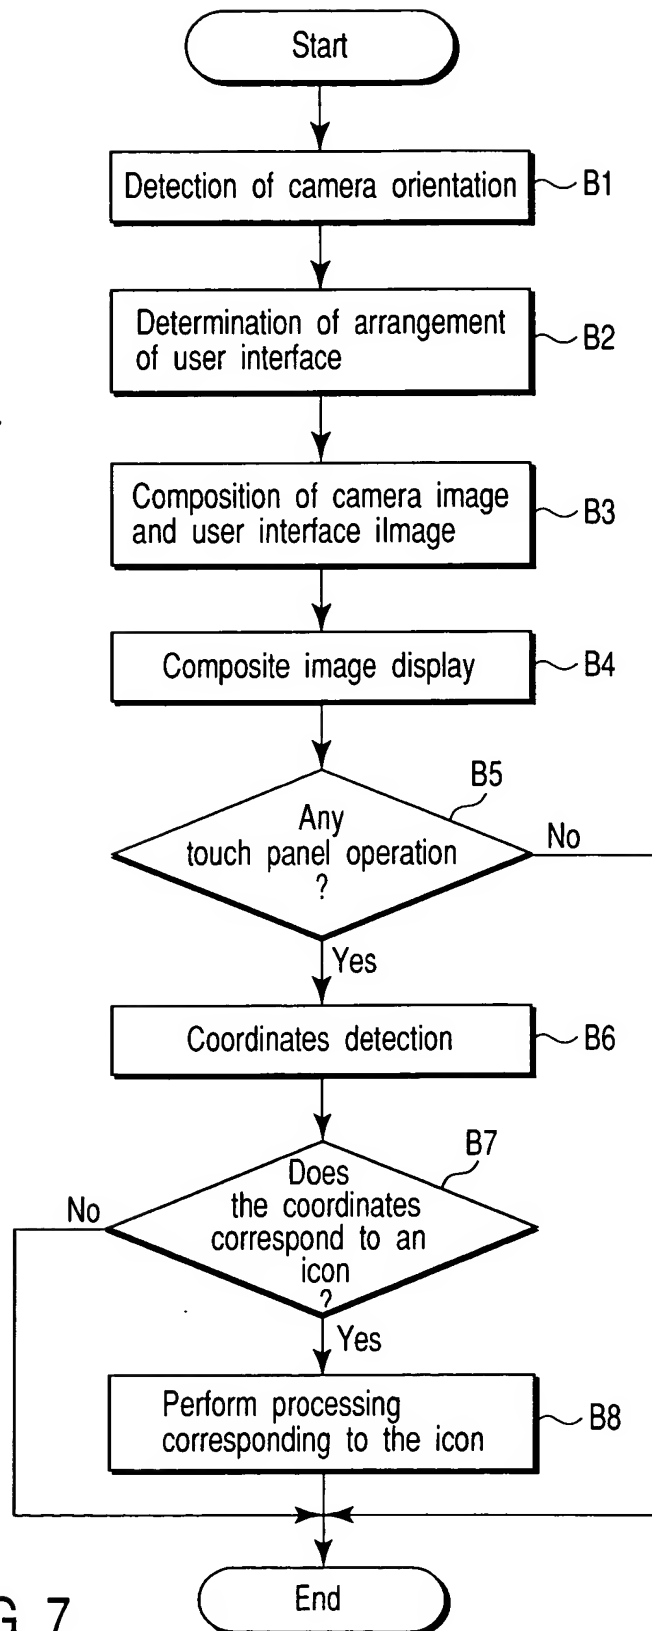 Start
Detection of camera orientation
B1
Determination of arrangement
of user interface
B2
Composition of camera image
and user interface iImage
B3
Composite image display
B4
B5
Any
touch panel operation
?
No
Yes
Coordinates detection
B6
B7
Does
the coordinates
correspond to an
icon
?
No
Yes
Perform processing
corresponding to the icon
B8
End
G 7